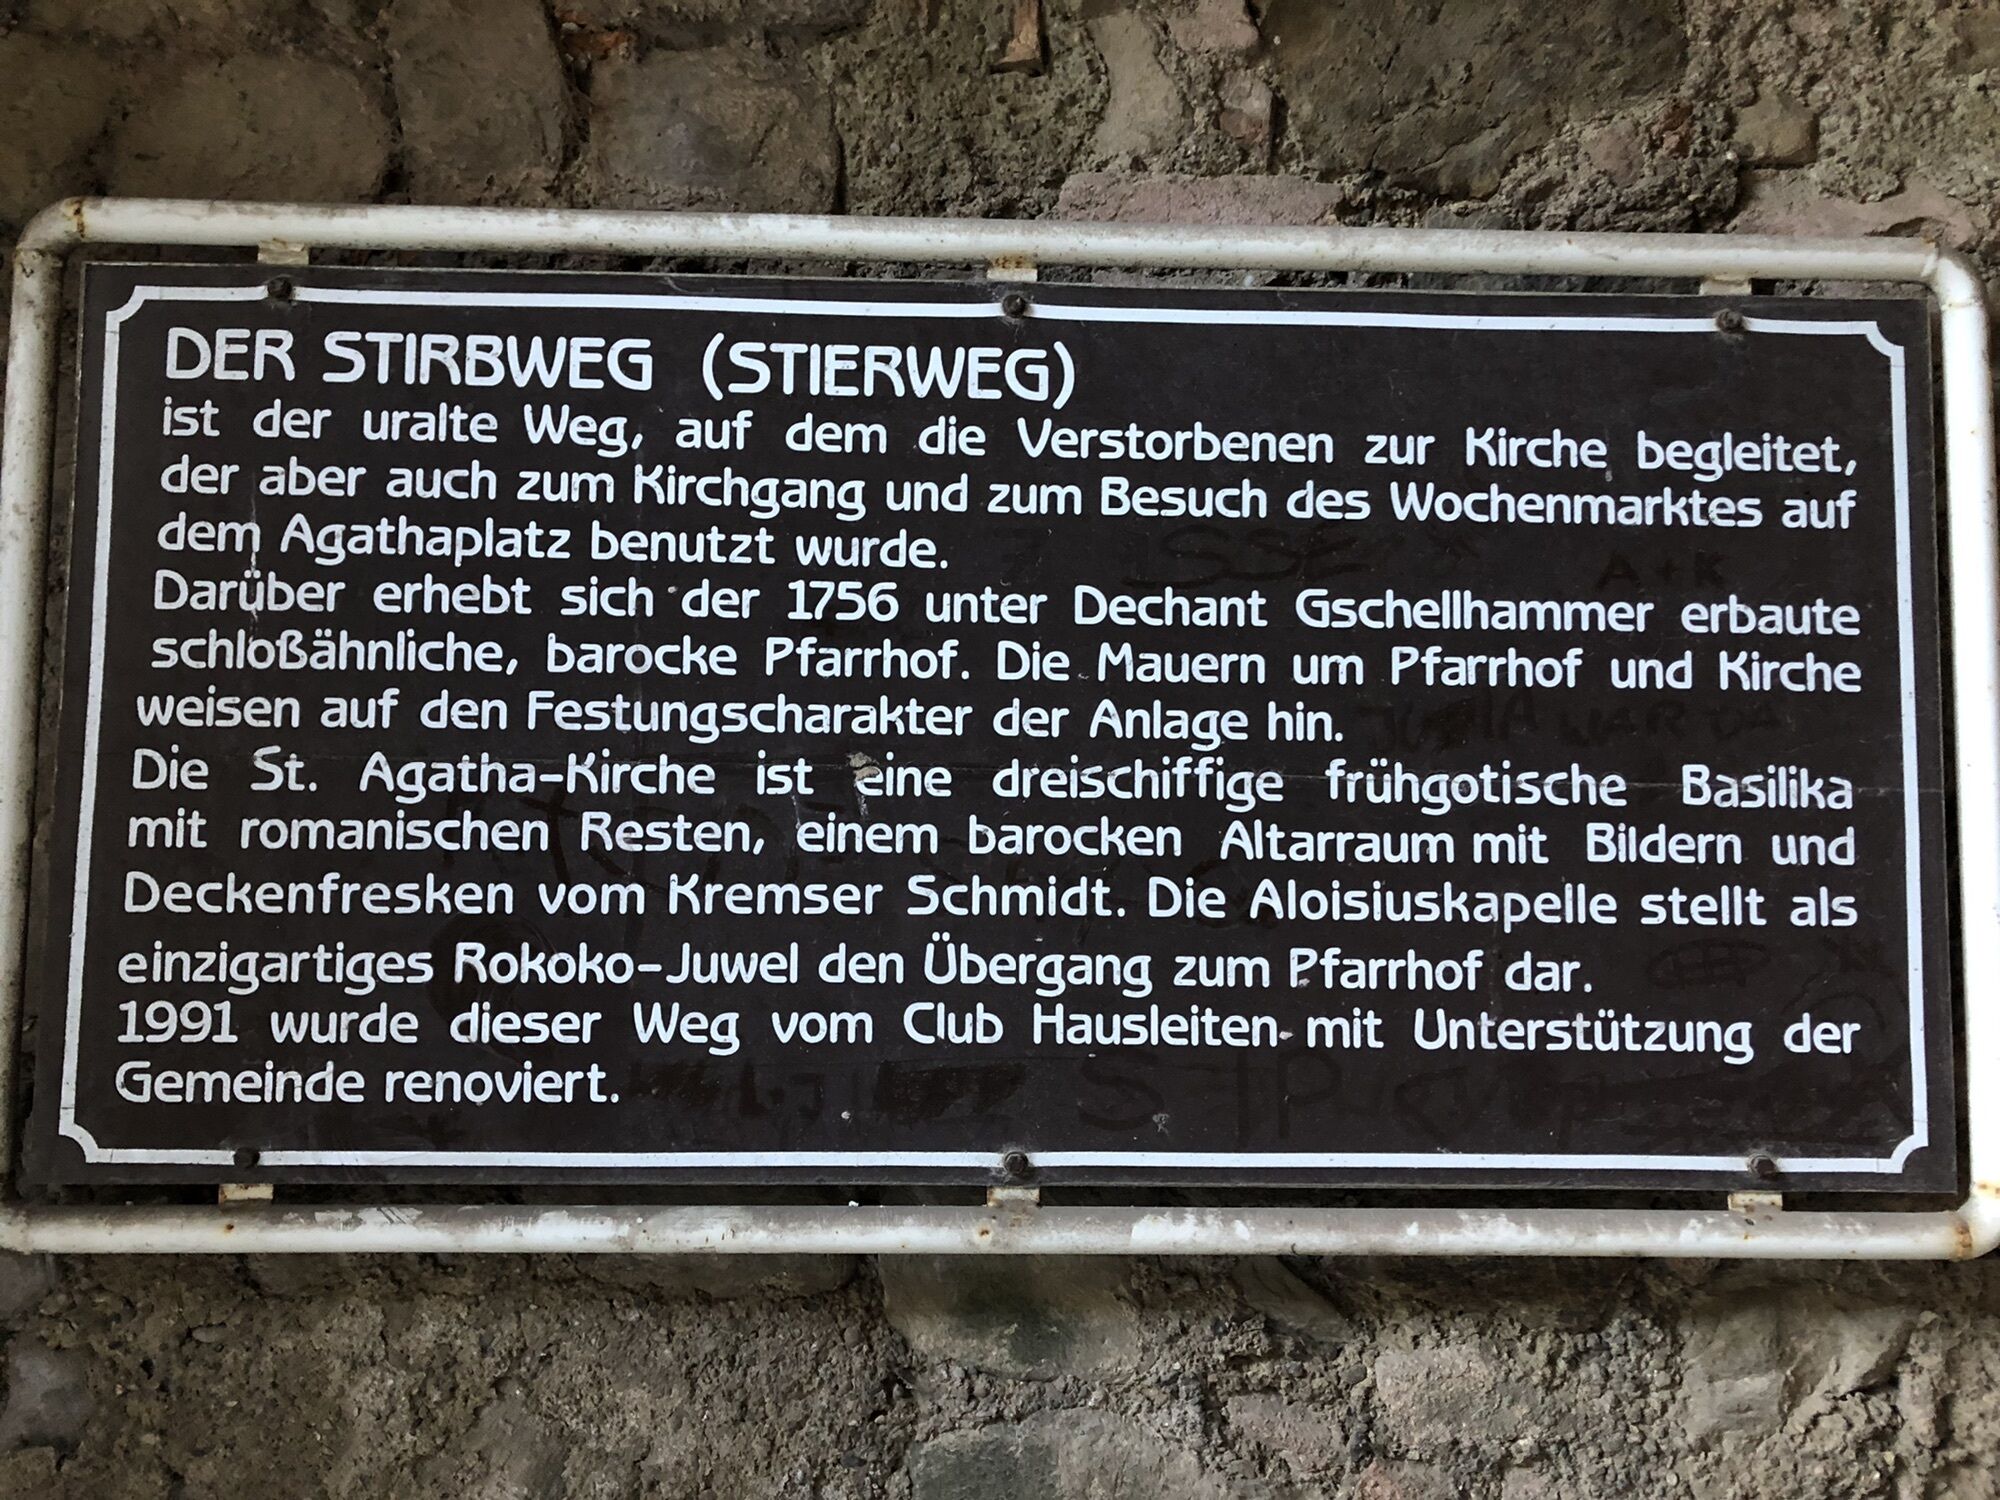 DER STIRBWEG (STIERWEG)
ist der uralte Weg, auf dem die Verstorbenen zur Kirche begleitet,
der aber auch zum Kirchgang und zum Besuch des Wochenmarktes auf
dem Agathaplatz benutzt wurde.
Darüber erhebt sich der 1756 unter Dechant Gschellhammer erbaute
schloßähnliche, barocke Pfarrhof. Die Mauern um Pfarrhof und Kirche
weisen auf den Festungscharakter der Anlage hin.
Die St. Agatha-Kirche ist eine dreischiffige frühgotische Basilika
mit romanischen Resten, einem barocken Altarraum mit Bildern und
Deckenfresken vom Kremser Schmidt. Die Aloisiuskapelle stellt als
einzigartiges Rokoko-Juwel den Übergang zum Pfarrhof dar.
1991 wurde dieser Weg vom Club Hausleiten mit Unterstützung der
Gemeinde renoviert.
A+K